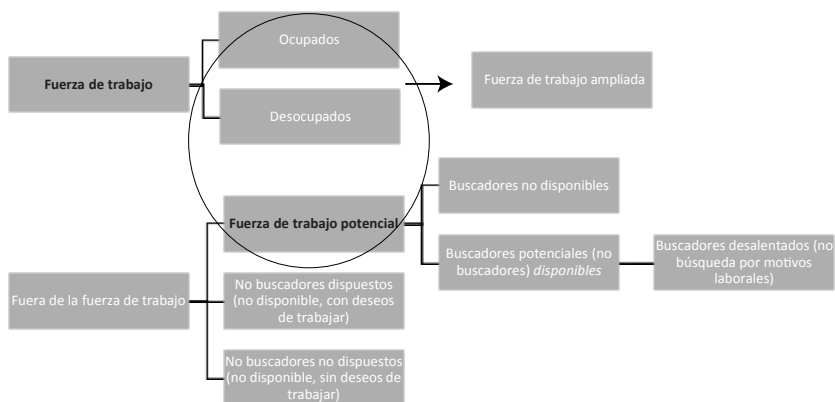 Ocupados
Fuerza de trabajo
Fuerza de trabajo ampliada
Desocupados
Buscadores no disponibles
Fuerza de trabajo potencial
Buscadores potenciales (no
buscadores) disponibles
Buscadores desalentados (no
búsqueda por motivos
laborales)
Fuera de la fuerza de trabajo
No buscadores dispuestos
(no disponible, con deseos
de trabajar)
No buscadores no dispuestos
(no disponible, sin deseos de
trabajar)